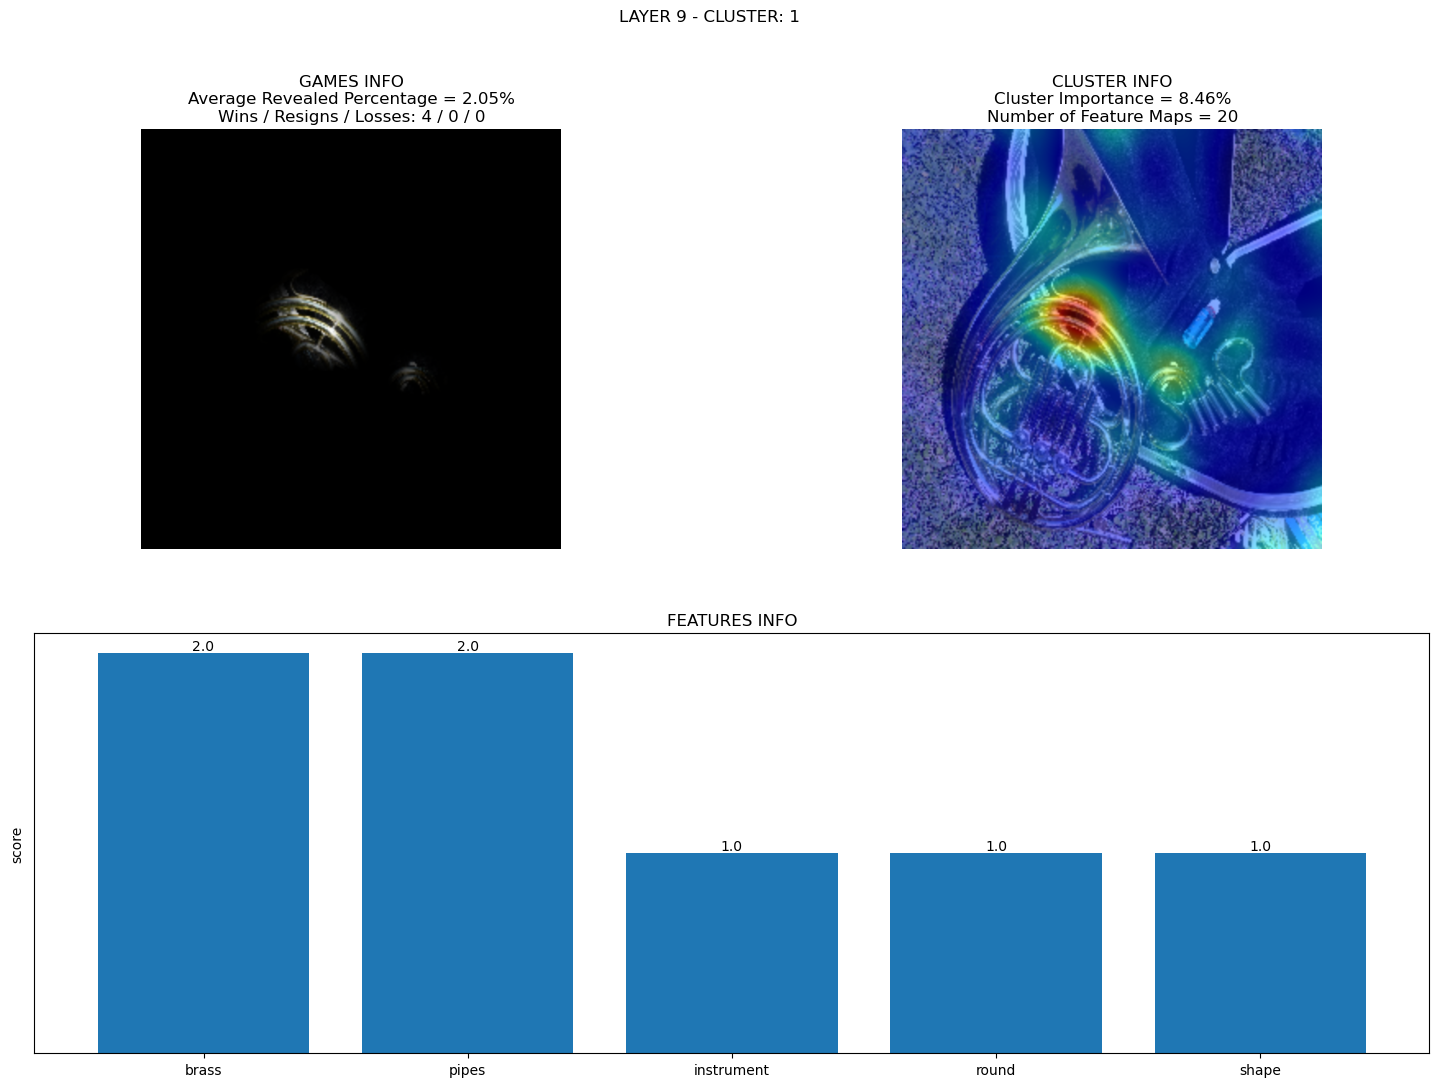 LAYER 9 - CLUSTER: 1
GAMES INFO
Average Revealed Percentage = 2.05%
Wins / Resigns / Losses: 4 / 0 / 0
CLUSTER INFO
Cluster Importance = 8.46%
Number of Feature Maps = 20
FEATURES INFO
score
2.0
2.0
1.0
1.0
1.0
brass
pipes
instrument
round
shape